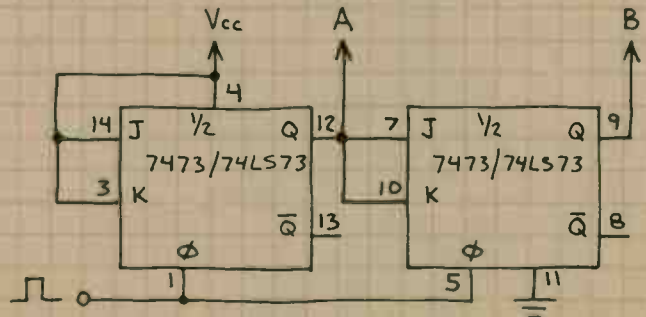 Vcc A B
4
14 J 1/2 Q 12 7 J 1/2 Q 9
7473/74LS73 7473/74LS73
3 K 10 K
Q̅ 13 Q̅ 8
Φ Φ
1 5 11